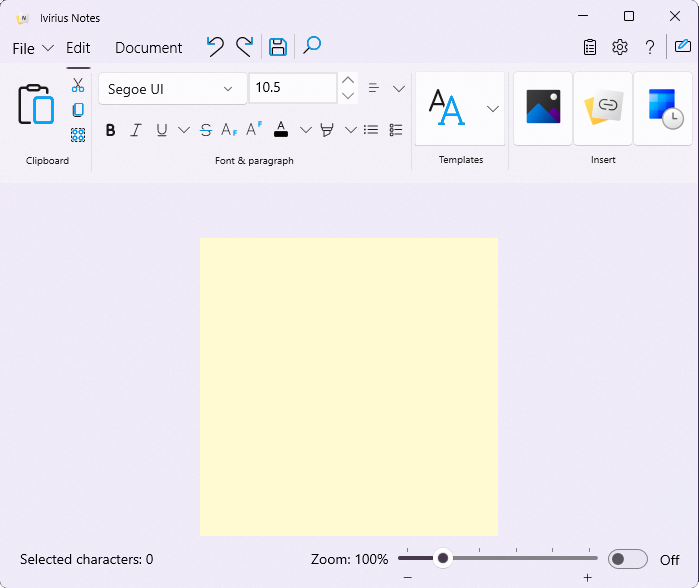 Ivirius Notes
File Edit Document
Segoe UI 10.5
B I U S A F A F A
Clipboard Font & paragraph Templates Insert
Selected characters: 0 Zoom: 100% Off